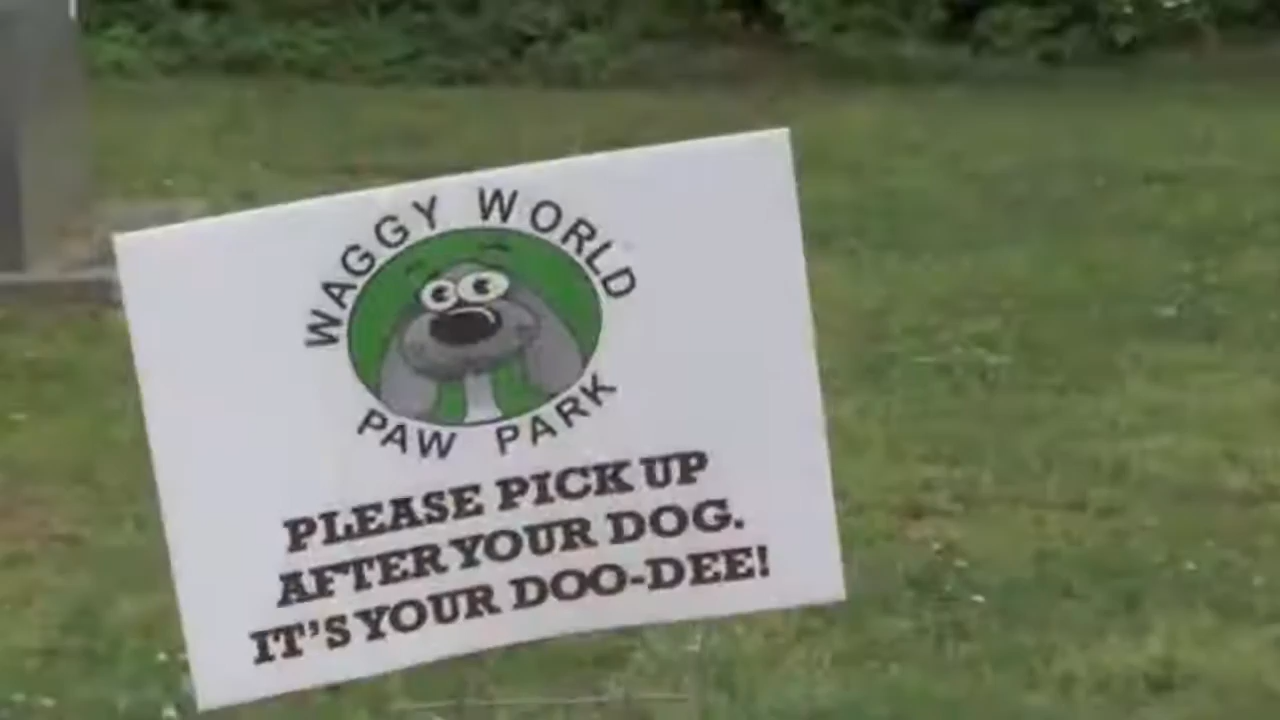 WAGGY WORLD
PAW PARK
PLEASE PICK UP
AFTER YOUR DOG.
IT'S YOUR DOO-DEE!